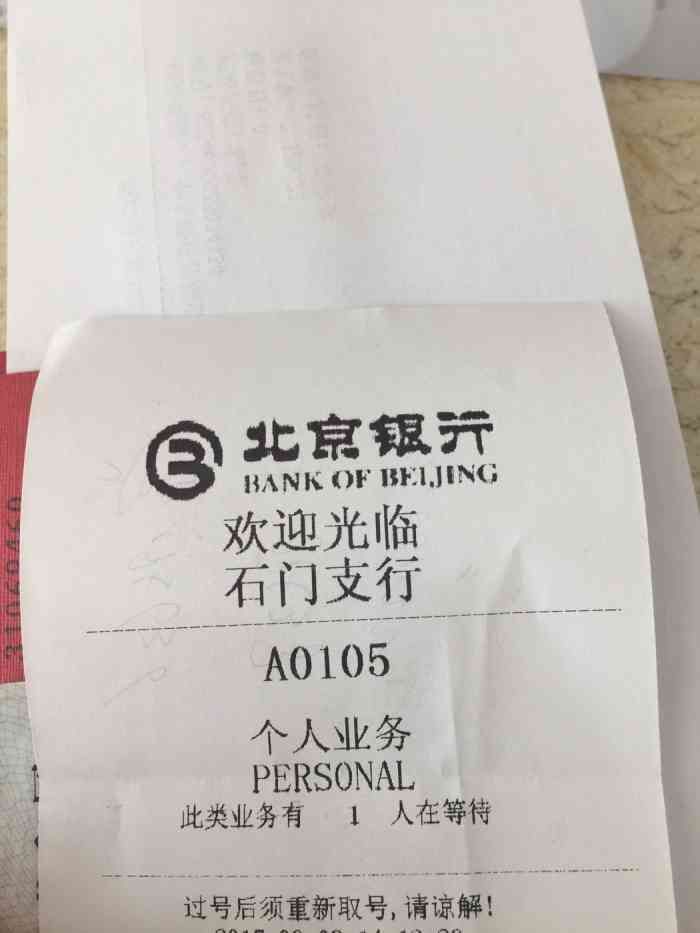 北京银行
BANK OF BEIJING
欢迎光临
石门支行
A0105
个人业务
PERSONAL
此类业务有 1 人在等待
过号后须重新取号,请谅解!